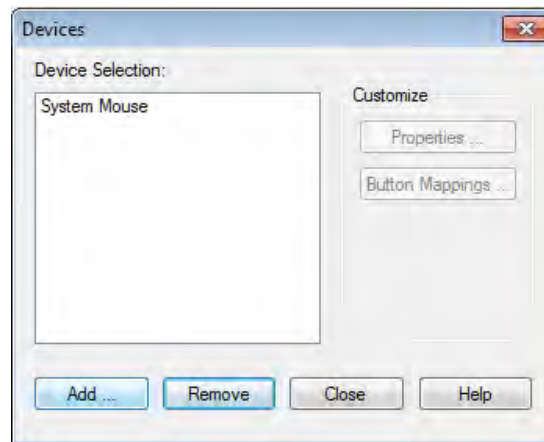 Devices
Device Selection:
System Mouse
Customize
Properties ...
Button Mappings ...
Add ...
Remove
Close
Help